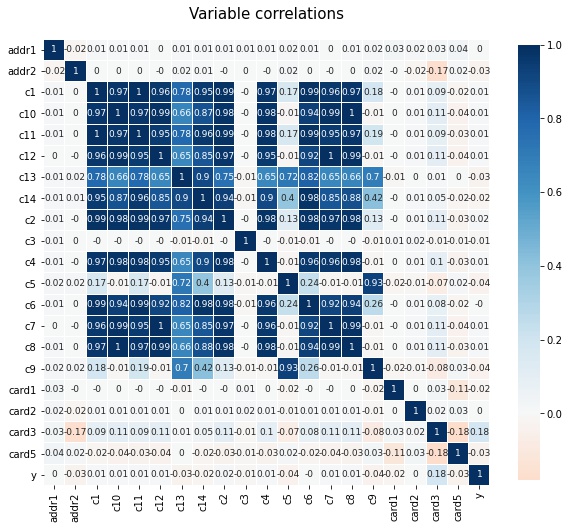 Variable correlations
addr1 1 -0.02 -0.01 -0.01 -0.01 0 -0.01 -0.01 -0.01 -0.01 -0.01 -0.02 -0.01 0 -0.01 -0.02 -0.03 -0.02 -0.03 0.04 0
addr2 -0.02 1 0 0 0 -0 0.02 0.01 -0 0 -0 0.02 0 -0 0 0.02 -0 -0.02 -0.17 0.02 -0.03
c1 -0.01 0 1 0.97 1 0.96 0.78 0.95 0.99 -0 0.97 0.17 0.99 0.96 0.97 0.18 -0 0.01 0.09 -0.02 -0.01
c10 -0.01 0 0.97 1 0.97 0.99 0.66 0.87 0.98 -0 0.98 -0.01 0.94 0.99 1 -0.01 0 0.01 0.11 -0.04 0.01
c11 -0.01 0 1 0.97 1 0.95 0.78 0.96 0.99 -0 0.98 0.17 0.99 0.95 0.97 0.19 -0 0.01 0.09 -0.03 -0.01
c12 0 -0 0.96 0.99 0.95 1 0.65 0.85 0.97 -0 0.95 -0.01 0.92 1 0.99 -0.01 -0 0.01 0.11 -0.04 0.01
c13 -0.01 0.02 0.78 0.66 0.78 0.65 1 0.9 0.75 -0.01 0.65 0.72 0.82 0.65 0.66 0.7 -0.01 0 0.01 0 -0.03
c14 -0.01 0.01 0.95 0.87 0.96 0.85 0.9 1 0.94 -0.01 0.9 0.4 0.98 0.85 0.88 0.42 -0 0.01 0.05 -0.02 -0.01
c2 -0.01 -0 0.99 0.98 0.99 0.97 0.75 0.94 1 -0 0.98 0.13 0.98 0.97 0.98 0.13 -0 0.01 0.11 -0.03 0.02
c3 -0.01 0 -0 -0 -0 -0 -0.01 -0.01 -0 1 -0 -0.01 -0 -0 -0 -0.01 0.01 0.02 -0.01 -0.01 -0.01
c4 -0.01 -0 0.97 0.98 0.98 0.95 0.65 0.9 0.98 -0 1 -0.01 0.96 0.96 0.98 -0.01 0 0.01 0.1 -0.03 0.01
c5 -0.02 0.02 0.17 -0.01 0.17 -0.01 0.72 0.4 0.13 -0.01 -0.01 1 0.24 -0.01 -0.01 0.93 -0.02 -0.01 -0.07 0.02 -0.04
c6 -0.01 0 0.99 0.94 0.99 0.92 0.82 0.98 0.98 -0 0.96 0.24 1 0.92 0.94 0.26 -0 0.01 0.08 -0.02 -0
c7 0 -0 0.96 0.99 0.95 1 0.65 0.85 0.97 -0 0.96 -0.01 0.92 1 0.99 -0.01 -0 0.01 0.11 -0.04 0.01
c8 -0.01 0 0.97 1 0.97 0.99 0.66 0.88 0.98 -0 0.98 -0.01 0.94 0.99 1 -0.01 0 0.01 0.11 -0.03 0.01
c9 -0.02 0.02 0.18 -0.01 0.19 -0.01 0.7 0.42 0.13 -0.01 -0.01 0.93 0.26 -0.01 -0.01 1 -0.02 -0.01 -0.08 0.03 -0.04
card1 -0.03 -0 -0 0 -0 -0 -0.01 -0 -0 0.01 0 -0.02 -0 -0 0 -0.02 1 0 0.03 -0.11 -0.02
card2 -0.02 -0.02 0.01 0.01 0.01 0.01 0 0.01 0.01 0.02 0.01 -0.01 0.01 0.01 0.01 -0.01 0 1 0.02 0.03 0
card3 -0.03 -0.17 0.09 0.11 0.09 0.11 0.01 0.05 0.11 -0.01 0.1 -0.07 0.08 0.11 0.11 -0.08 0.03 0.02 1 -0.18 0.18
card5 0.04 0.02 -0.02 -0.04 -0.03 -0.04 0 -0.02 -0.03 -0.01 -0.03 0.02 -0.02 -0.04 -0.03 0.03 -0.11 0.03 -0.18 1 -0.03
y 0 -0.03 -0.01 0.01 -0.01 0.01 -0.03 -0.01 0.02 -0.01 0.01 -0.04 -0 0.01 0.01 -0.04 -0.02 0 0.18 -0.03 1
addr1 addr2 c1 c10 c11 c12 c13 c14 c2 c3 c4 c5 c6 c7 c8 c9 card1 card2 card3 card5 y
1.0
0.8
0.6
0.4
0.2
0.0